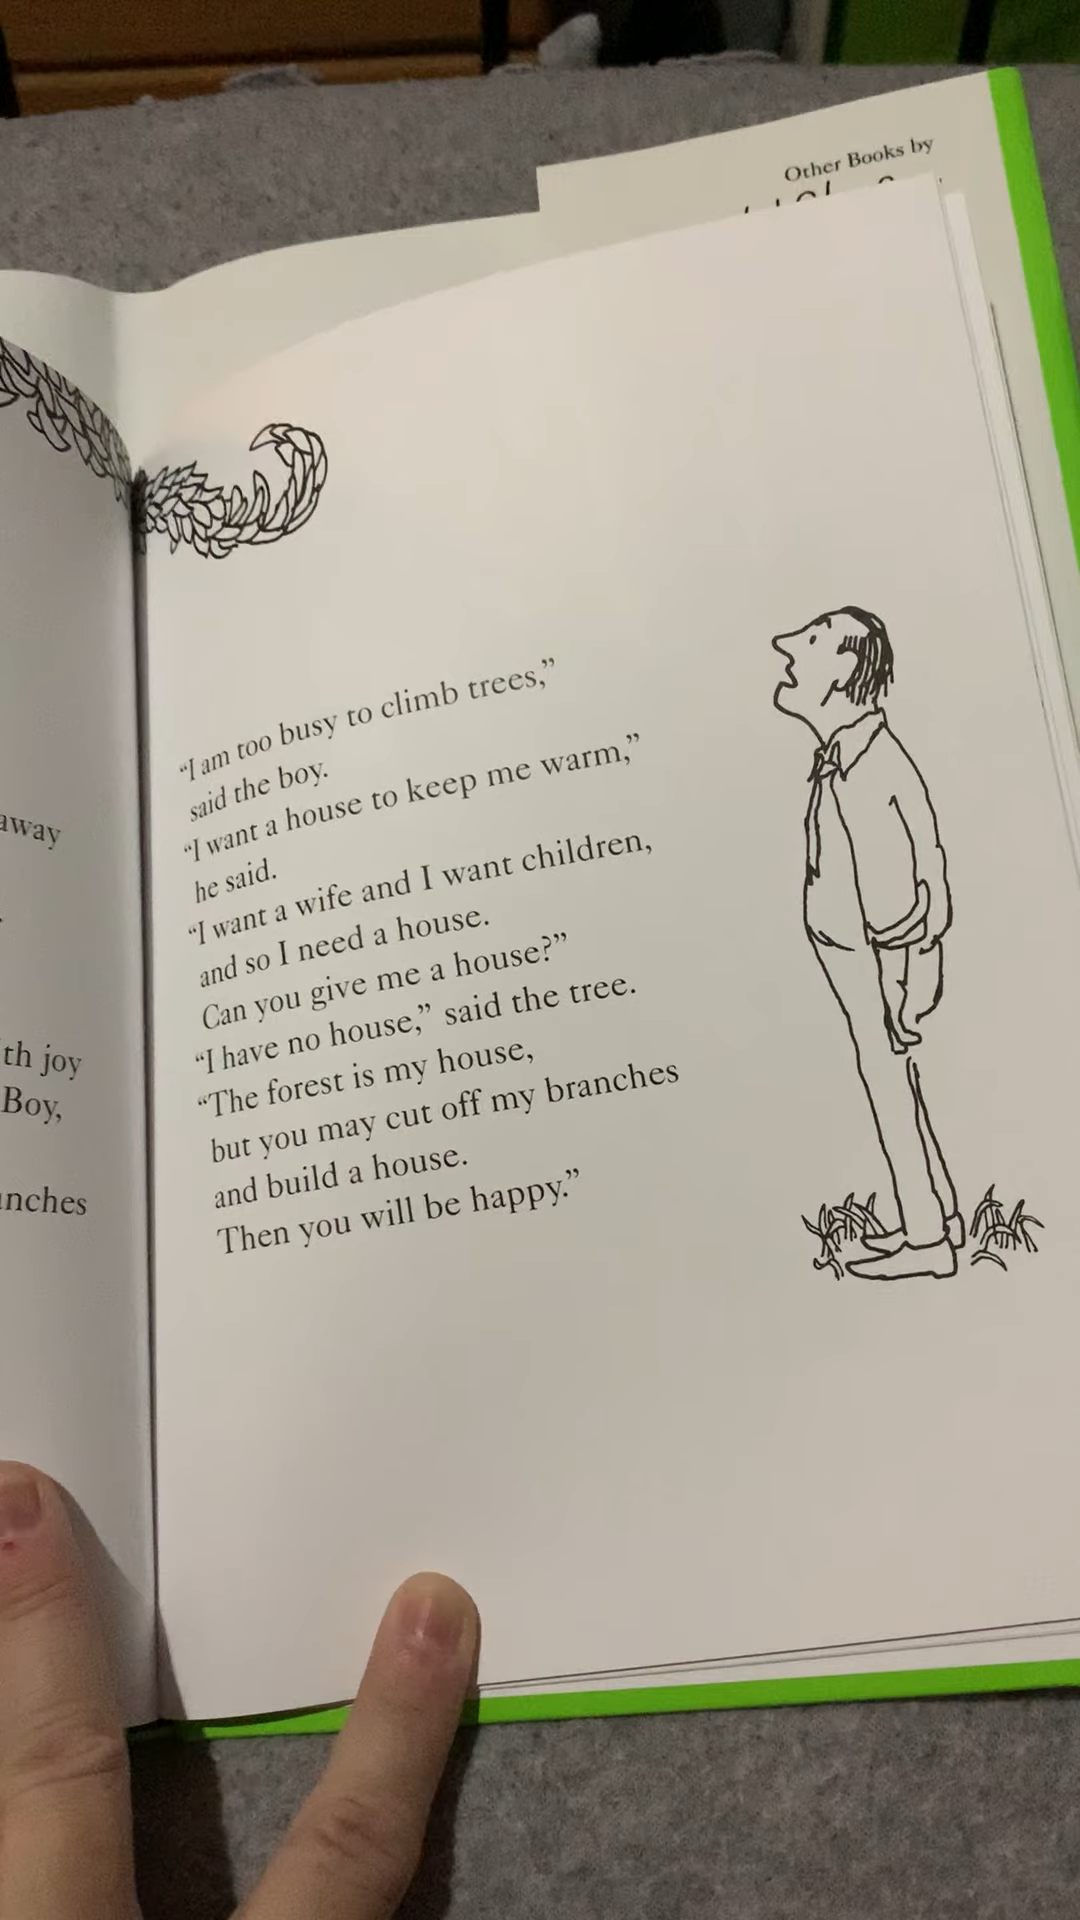 Other Books by
away
th joy
Boy,
nches
“I am too busy to climb trees,”
said the boy.
“I want a house to keep me warm,”
he said.
“I want a wife and I want children,
and so I need a house.
Can you give me a house?”
“I have no house,” said the tree.
“The forest is my house,
but you may cut off my branches
and build a house.
Then you will be happy.”